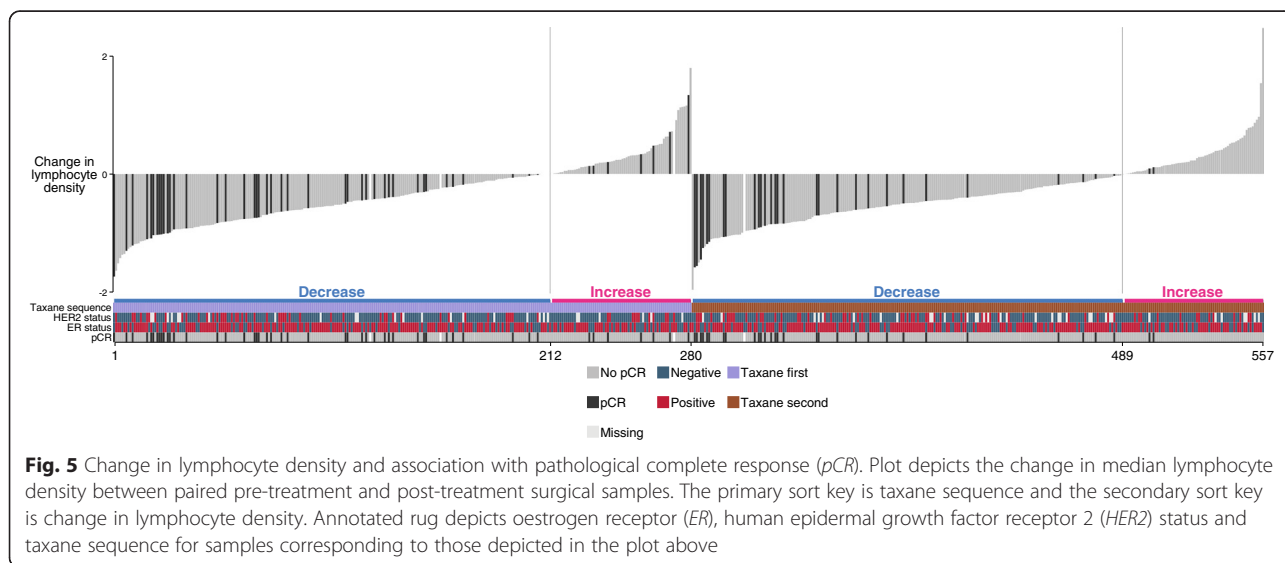 2
Change in
lymphocyte
density
0
-2
Decrease Increase Decrease Increase
Taxane sequence
HER2 status
ER status
pCR
1 212 280 489 557
No pCR Negative Taxane first
pCR Positive Taxane second
Missing
Fig. 5 Change in lymphocyte density and association with pathological complete response (pCR). Plot depicts the change in median lymphocyte
density between paired pre-treatment and post-treatment surgical samples. The primary sort key is taxane sequence and the secondary sort key
is change in lymphocyte density. Annotated rug depicts oestrogen receptor (ER), human epidermal growth factor receptor 2 (HER2) status and
taxane sequence for samples corresponding to those depicted in the plot above